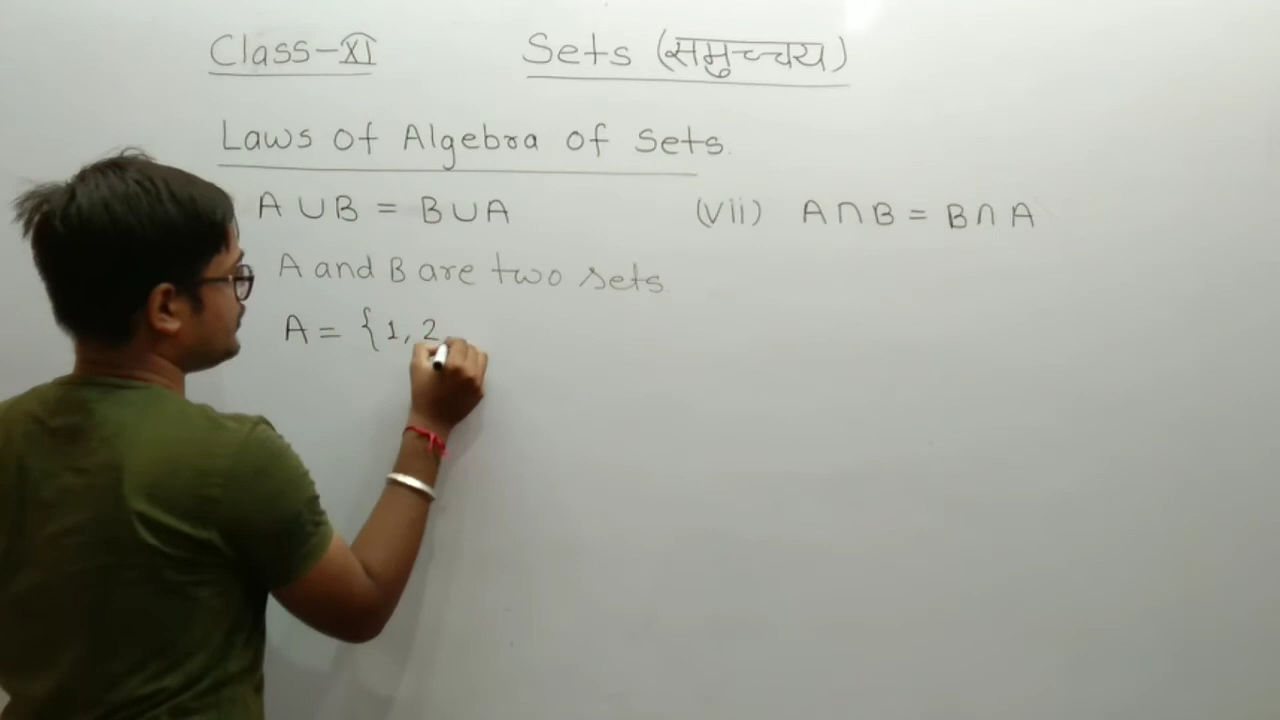 Class-XI Sets (समुच्चय)
Laws of Algebra of Sets.
A ∪ B = B ∪ A (vii) A ∩ B = B ∩ A
A and B are two sets.
A = {1, 2